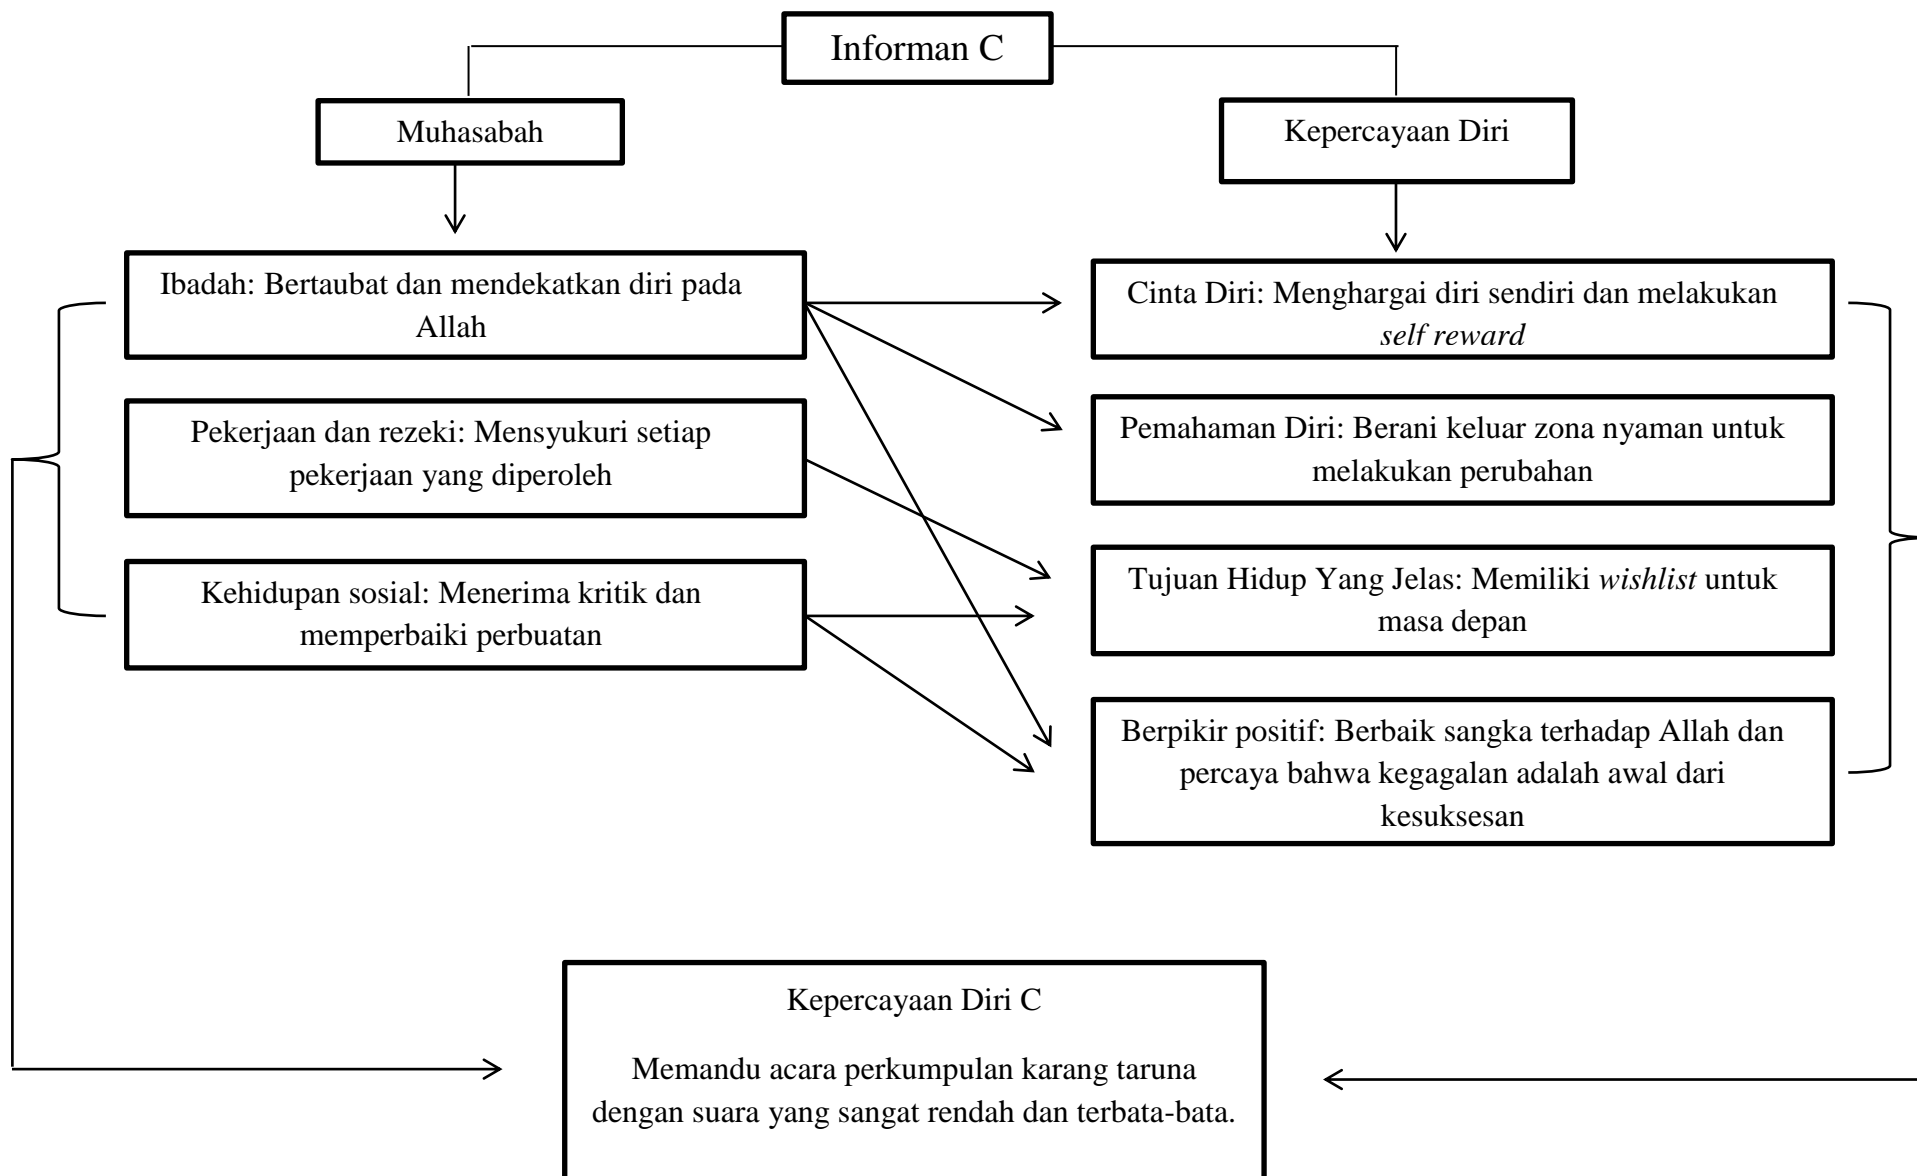 Informan C
Muhasabah
Kepercayaan Diri
Ibadah: Bertaubat dan mendekatkan diri pada
Allah
Pekerjaan dan rezeki: Mensyukuri setiap
pekerjaan yang diperoleh
Kehidupan sosial: Menerima kritik dan
memperbaiki perbuatan
Cinta Diri: Menghargai diri sendiri dan melakukan
self reward
Pemahaman Diri: Berani keluar zona nyaman untuk
melakukan perubahan
Tujuan Hidup Yang Jelas: Memiliki wishlist untuk
masa depan
Berpikir positif: Berbaik sangka terhadap Allah dan
percaya bahwa kegagalan adalah awal dari
kesuksesan
Kepercayaan Diri C
Memandu acara perkumpulan karang taruna
dengan suara yang sangat rendah dan terbata-bata.